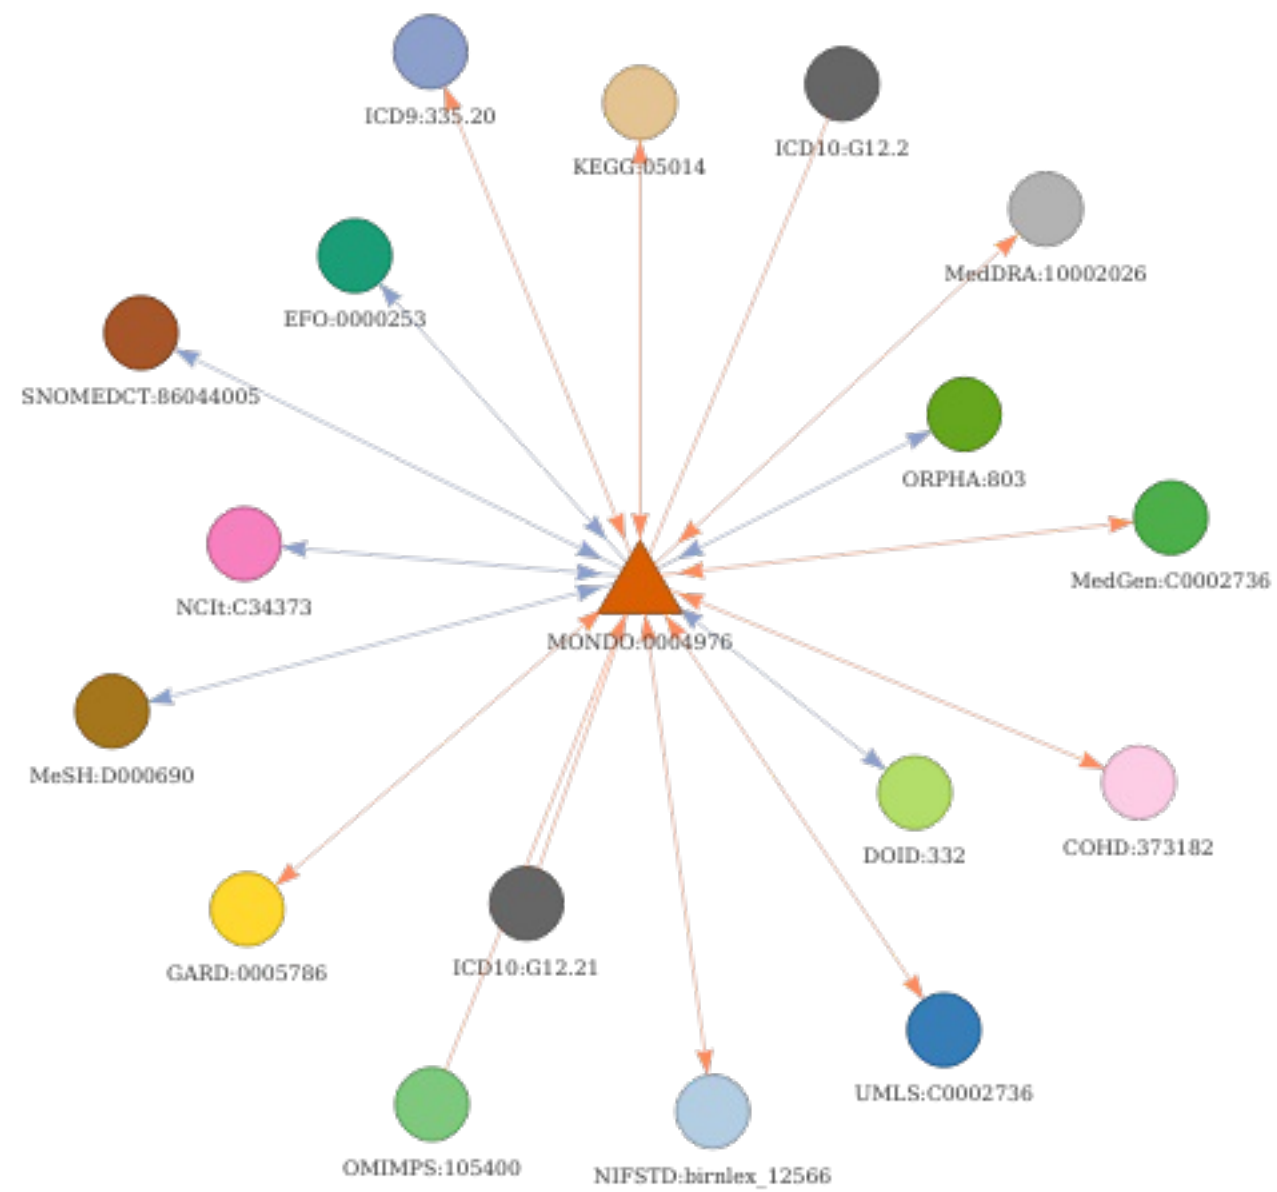 ICD9:335.20
KEGG:05014
ICD10:G12.2
MedDRA:10002026
EFO:0000253
SNOMEDCT:86044005
ORPHA:803
MedGen:C0002736
NCIt:C34373
MONDO:0004976
MeSH:D000690
COHD:373182
DOID:332
ICD10:G12.21
GARD:0005786
UMLS:C0002736
OMIMPS:105400
NIFSTD:birnlex_12566